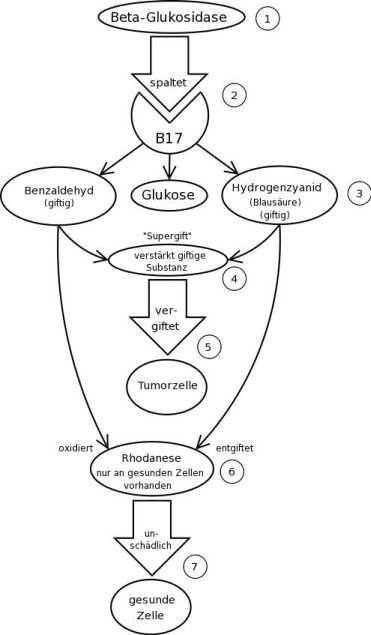 Beta-Glukosidase
1
spaltet
2
B17
Benzaldehyd
(giftig)
Glukose
Hydrogenzyanid
(Blausäure)
(giftig)
3
"Supergift"
verstärkt giftige
Substanz
4
ver-
giftet
5
Tumorzelle
oxidiert
entgiftet
Rhodanese
nur an gesunden Zellen
vorhanden
6
un-
schädlich
7
gesunde
Zelle